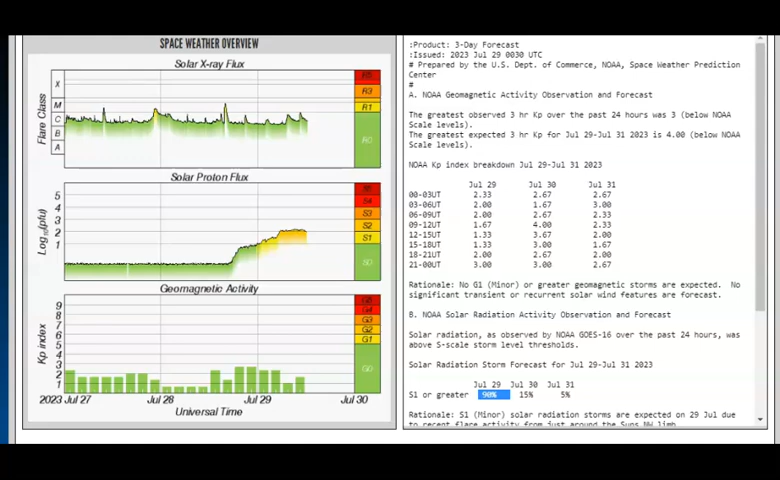 SPACE WEATHER OVERVIEW
Solar X-ray Flux
Flare Class
X
M
C
B
A
R5
R3
R1
R0
Solar Proton Flux
Log10(pfu)
5
4
3
2
1
S5
S4
S3
S2
S1
S0
Geomagnetic Activity
Kp index
9
8
7
6
5
4
3
2
1
G5
G4
G3
G2
G1
G0
2023 Jul 27
Jul 28
Jul 29
Jul 30
Universal Time
:Product: 3-Day Forecast
:Issued: 2023 Jul 29 0030 UTC
# Prepared by the U.S. Dept. of Commerce, NOAA, Space Weather Prediction
Center
#
A. NOAA Geomagnetic Activity Observation and Forecast
The greatest observed 3 hr Kp over the past 24 hours was 3 (below NOAA
Scale levels).
The greatest expected 3 hr Kp for Jul 29-Jul 31 2023 is 4.00 (below NOAA
Scale levels).
NOAA Kp index breakdown Jul 29-Jul 31 2023
Jul 29 Jul 30 Jul 31
00-03UT 2.33 2.67 2.67
03-06UT 2.00 1.67 3.00
06-09UT 2.00 2.67 2.33
09-12UT 1.67 4.00 2.33
12-15UT 1.33 3.67 2.00
15-18UT 1.33 3.00 1.67
18-21UT 2.00 2.67 2.00
21-00UT 3.00 3.00 2.67
Rationale: No G1 (Minor) or greater geomagnetic storms are expected. No
significant transient or recurrent solar wind features are forecast.
B. NOAA Solar Radiation Activity Observation and Forecast
Solar radiation, as observed by NOAA GOES-16 over the past 24 hours, was
above S-scale storm level thresholds.
Solar Radiation Storm Forecast for Jul 29-Jul 31 2023
Jul 29 Jul 30 Jul 31
S1 or greater 90% 15% 5%
Rationale: S1 (Minor) solar radiation storms are expected on 29 Jul due
to recent flare activity from just around the Suns NW limb.